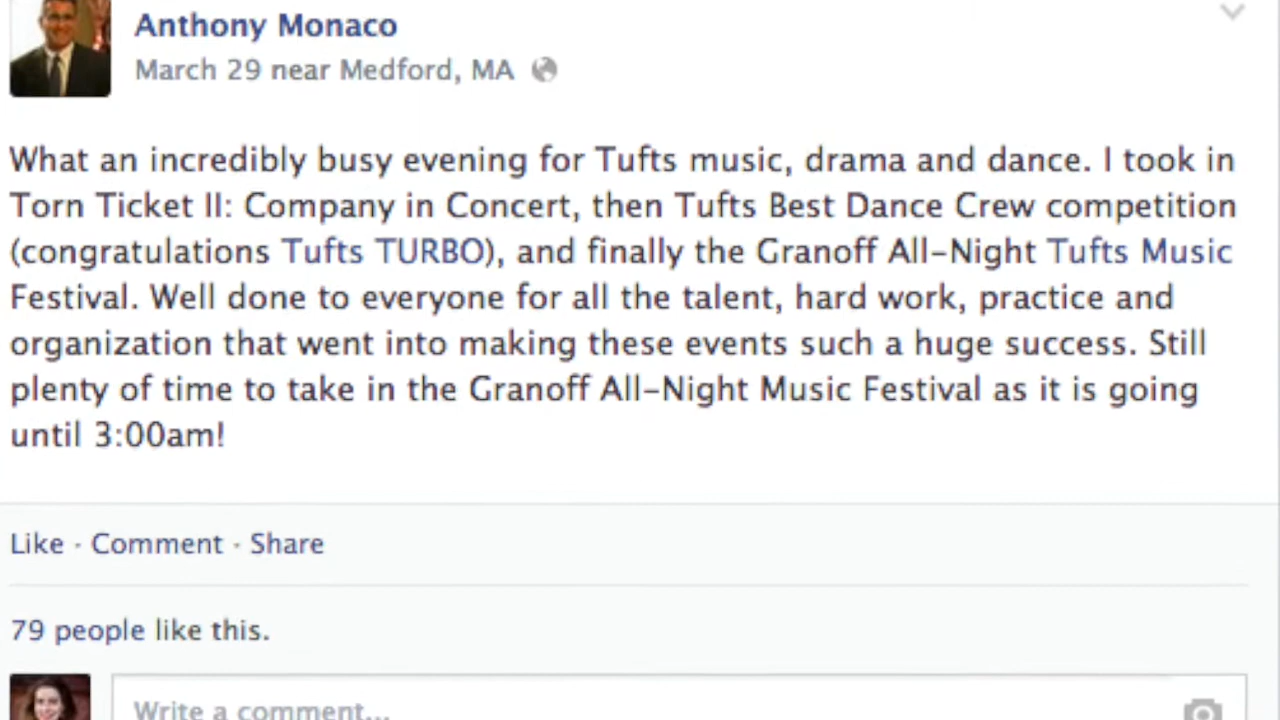 Anthony Monaco
March 29 near Medford, MA
What an incredibly busy evening for Tufts music, drama and dance. I took in
Torn Ticket II: Company in Concert, then Tufts Best Dance Crew competition
(congratulations Tufts TURBO), and finally the Granoff All-Night Tufts Music
Festival. Well done to everyone for all the talent, hard work, practice and
organization that went into making these events such a huge success. Still
plenty of time to take in the Granoff All-Night Music Festival as it is going
until 3:00am!
Like · Comment · Share
79 people like this.
Write a comment...